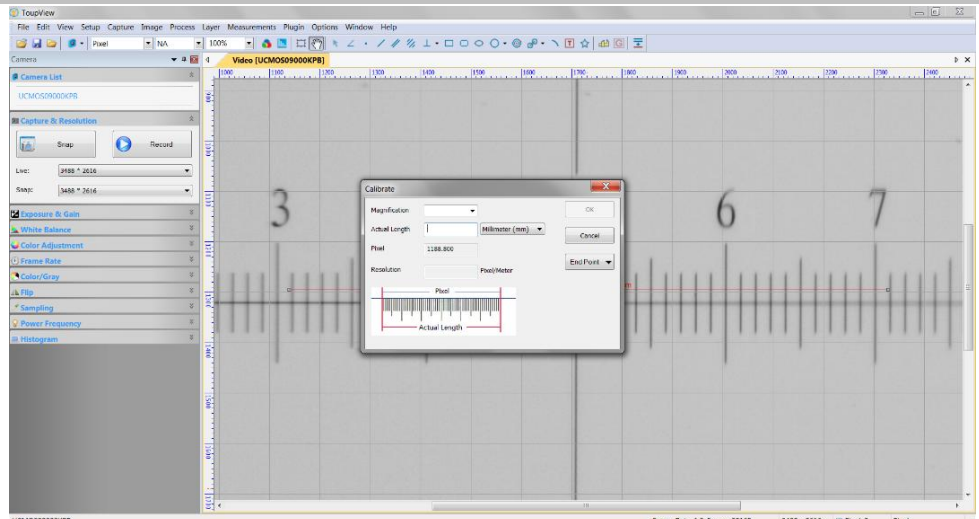 ToupView
File Edit View Setup Capture Image Process Layer Measurements Plugin Options Window Help
Pixel NA 100%
Camera
Video [UCMOS09000KPB]
Camera List
UCMOS09000KPB
Capture & Resolution
Snap Record
Live: 3488 * 2616
Snap: 3488 * 2616
Exposure & Gain
White Balance
Color Adjustment
Frame Rate
Color/Gray
Flip
Sampling
Power Frequency
Histogram
1000 1100 1200 1300 1400 1500 1600 1700 1800 1900 2000 2100 2200 2300 2400
3 6 7
Calibrate
Magnification
Actual Length Millimeter (mm)
Pixel 1188.800
Resolution Pixel/Meter
OK
Cancel
End Point
Pixel
Actual Length